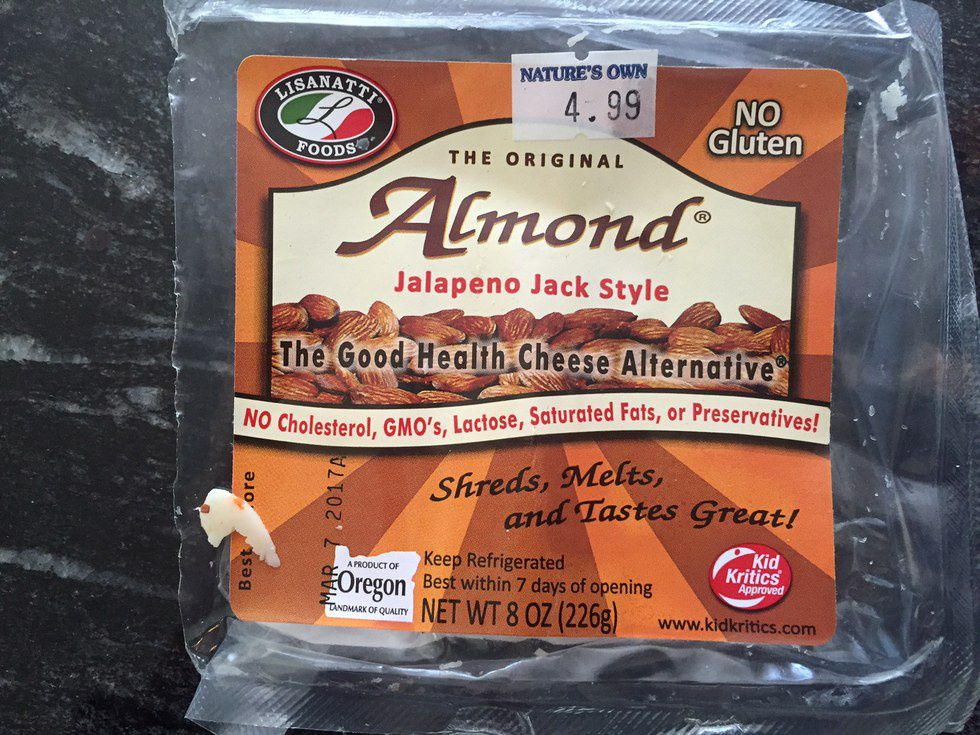 NATURE'S OWN
4.99
LISANATTI®
FOODS
NO
Gluten
THE ORIGINAL
Almond®
Jalapeno Jack Style
The Good Health Cheese Alternative®
NO Cholesterol, GMO's, Lactose, Saturated Fats, or Preservatives!
Shreds, Melts,
and Tastes Great!
Best ore
MAR 7 2017A
A PRODUCT OF
Oregon
LANDMARK OF QUALITY
Keep Refrigerated
Best within 7 days of opening
NET WT 8 OZ (226g)
Kid
Kritics
Approved
www.kidkritics.com